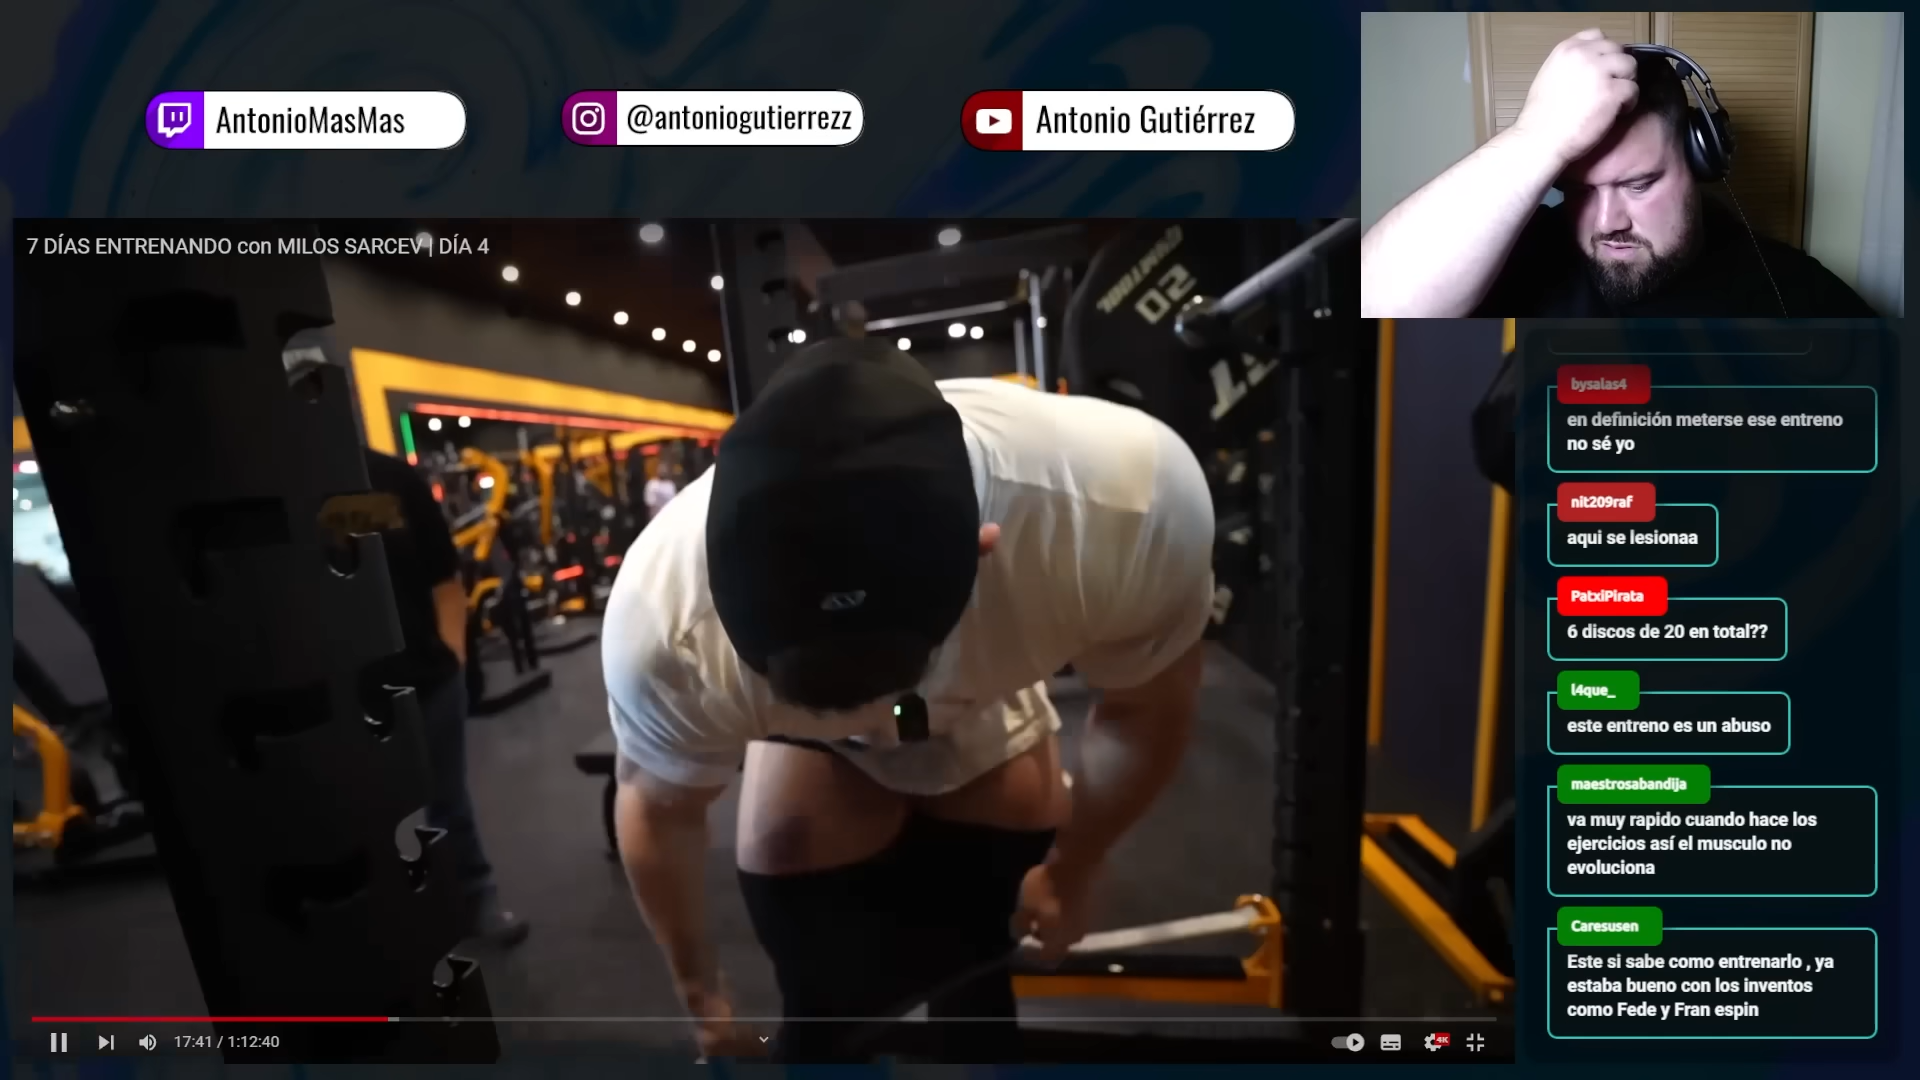 AntonioMasMas
@antoniogutierrezz
Antonio Gutiérrez
7 DÍAS ENTRENANDO con MILOS SARCEV | DÍA 4
20
bysalas4
en definición meterse ese entreno
no sé yo
nit209raf
aqui se lesionaa
PatxiPirata
6 discos de 20 en total??
l4que_
este entreno es un abuso
maestrosabandija
va muy rapido cuando hace los
ejercicios así el musculo no
evoluciona
Caresusen
Este si sabe como entrenarlo , ya
estaba bueno con los inventos
como Fede y Fran espin
17:41 / 1:12:40
4K